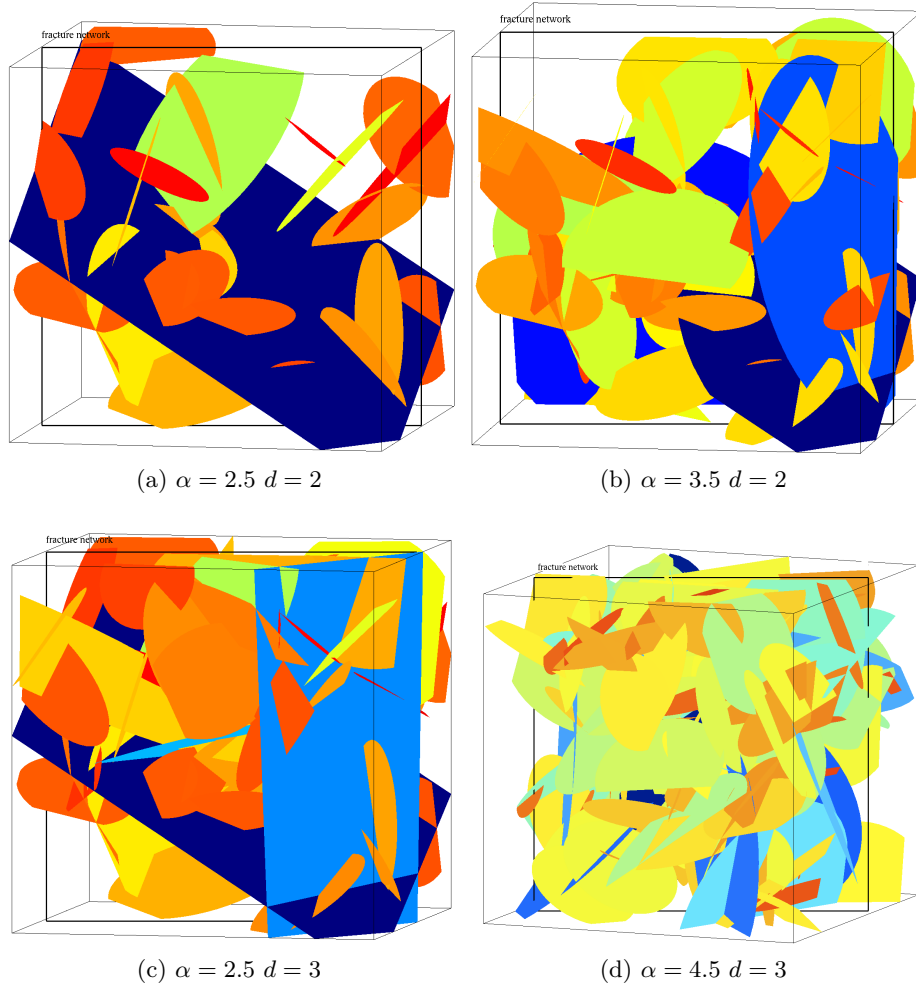 fracture network
fracture network
(a) α = 2.5 d = 2
(b) α = 3.5 d = 2
fracture network
fracture network
(c) α = 2.5 d = 3
(d) α = 4.5 d = 3